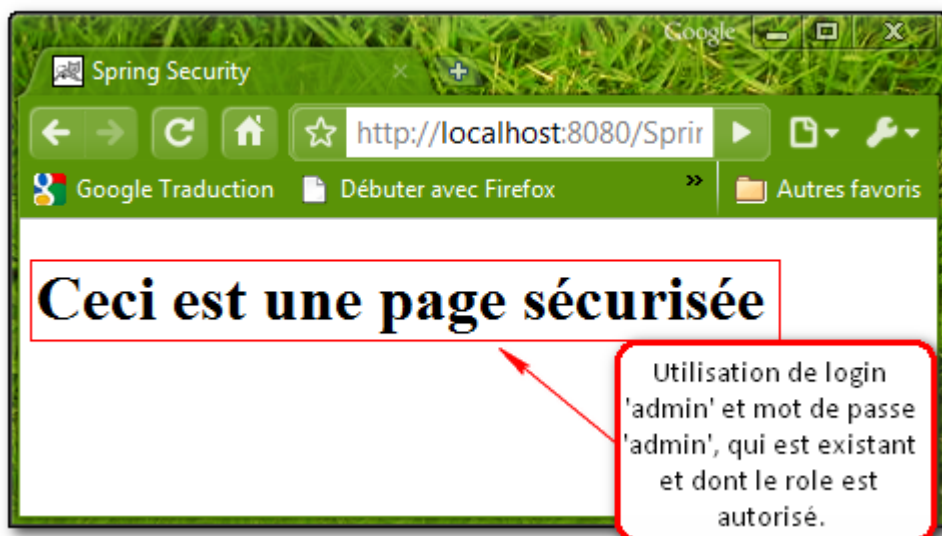 Google
Spring Security
http://localhost:8080/Sprin
Google Traduction
Débuter avec Firefox
»
Autres favoris
Ceci est une page sécurisée
Utilisation de login
'admin' et mot de passe
'admin', qui est existant
et dont le role est
autorisé.